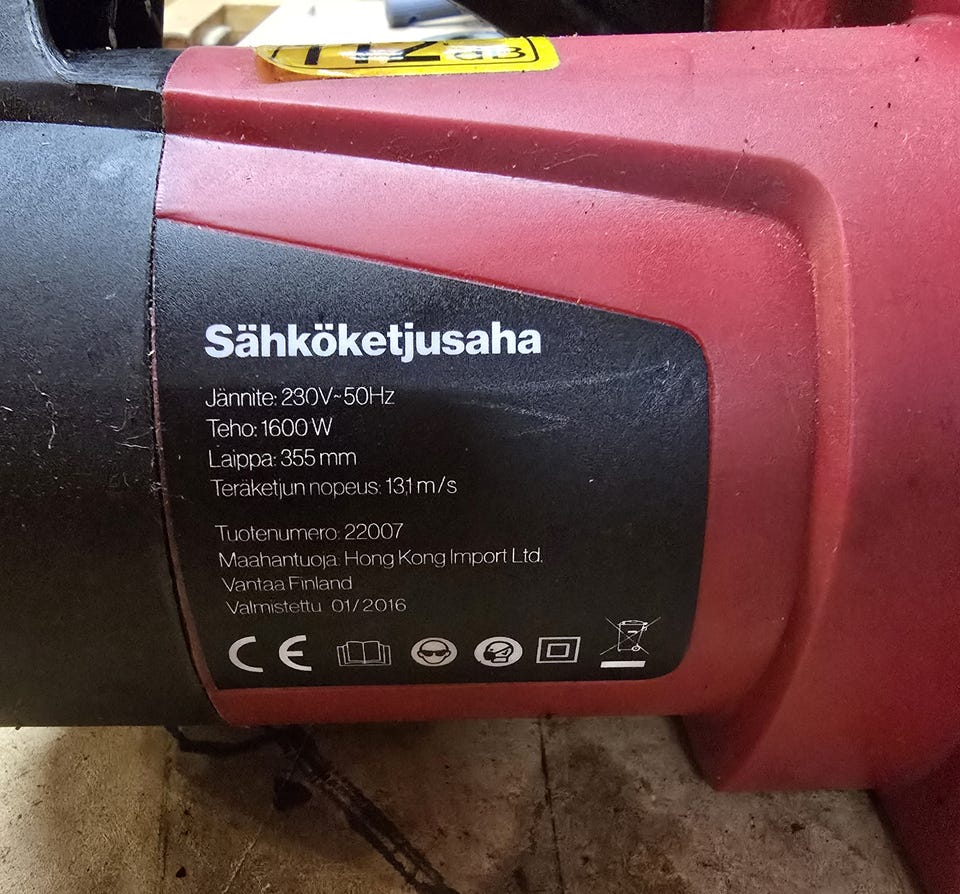 dB
Sähköketjusaha
Jännite: 230V~50Hz
Teho: 1600 W
Laippa: 355 mm
Teräketjun nopeus: 13,1 m/s
Tuotenumero: 22007
Maahantuoja: Hong Kong Import Ltd.
Vantaa Finland
Valmistettu 01/2016
CE